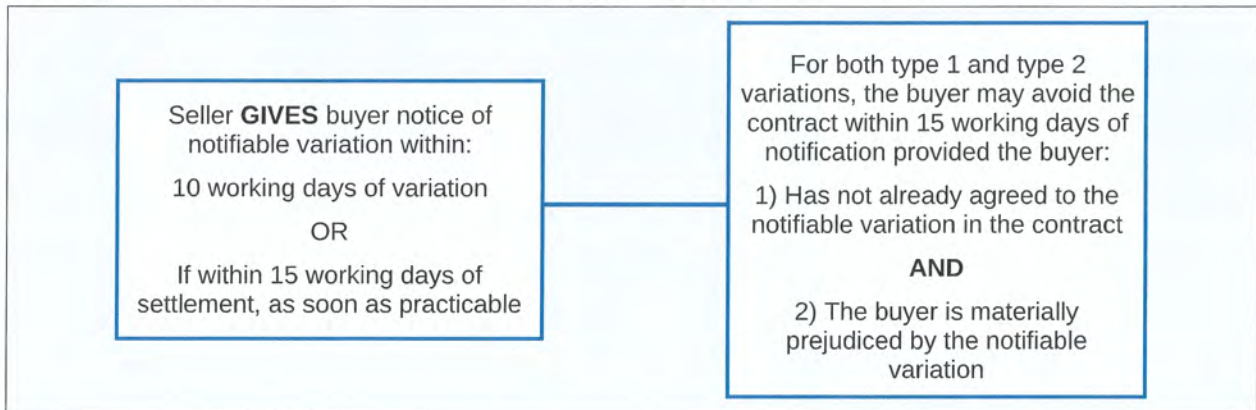 Seller GIVES buyer notice of
notifiable variation within:
10 working days of variation
OR
If within 15 working days of
settlement, as soon as practicable
For both type 1 and type 2
variations, the buyer may avoid the
contract within 15 working days of
notification provided the buyer:
1) Has not already agreed to the
notifiable variation in the contract
AND
2) The buyer is materially
prejudiced by the notifiable
variation